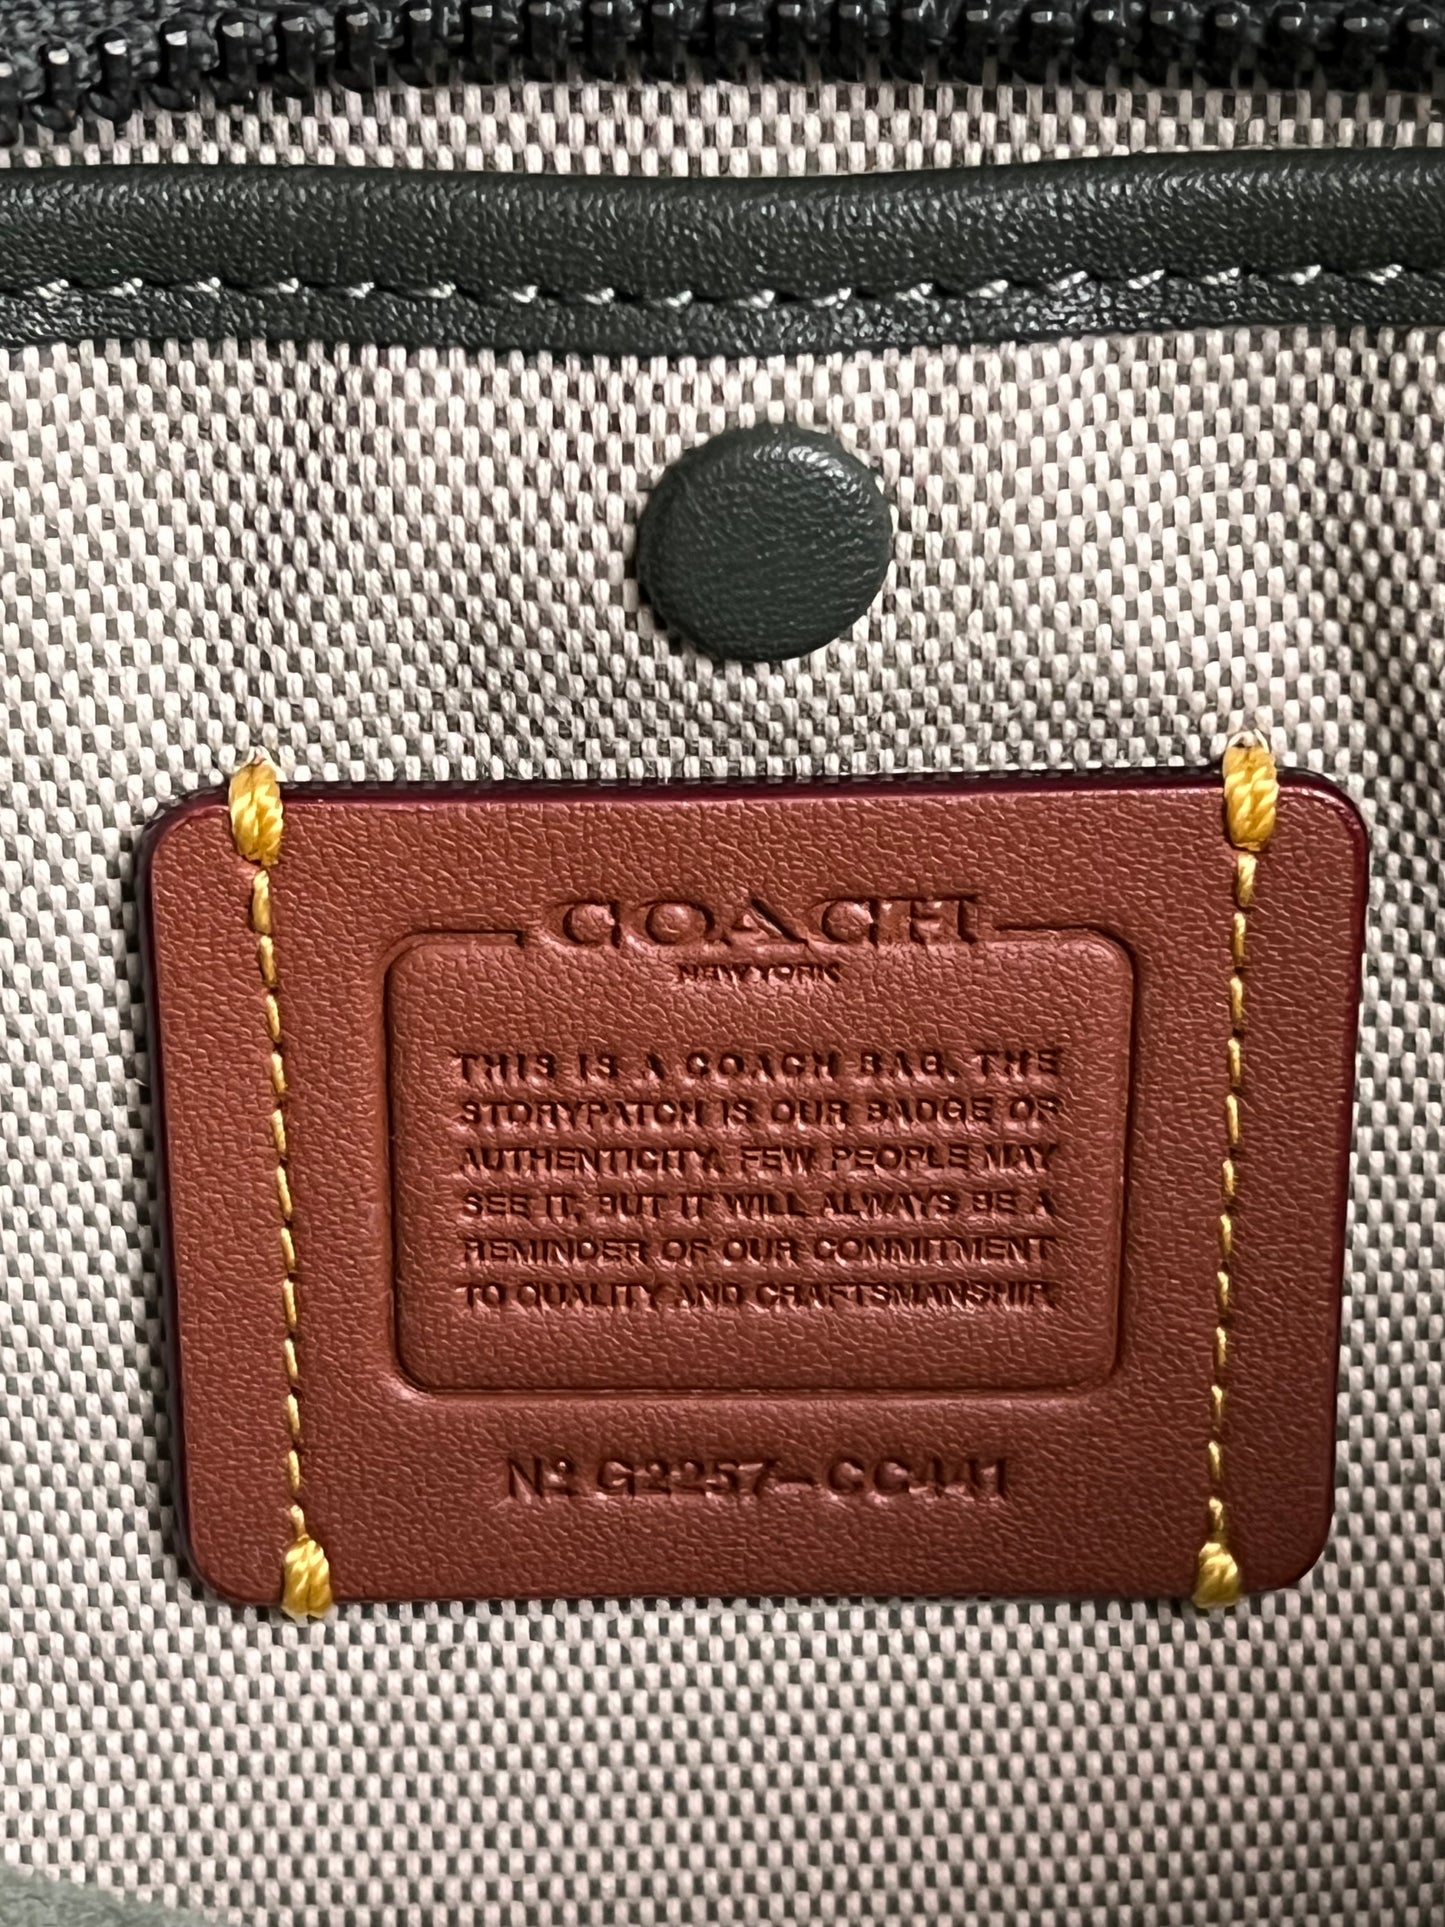 COACH
NEW YORK
THIS IS A COACH BAG. THE
STORYPATCH IS OUR BADGE OF
AUTHENTICITY. FEW PEOPLE MAY
SEE IT, BUT IT WILL ALWAYS BE A
REMINDER OF OUR COMMITMENT
TO QUALITY AND CRAFTSMANSHIP.
Nº G2257-CC441